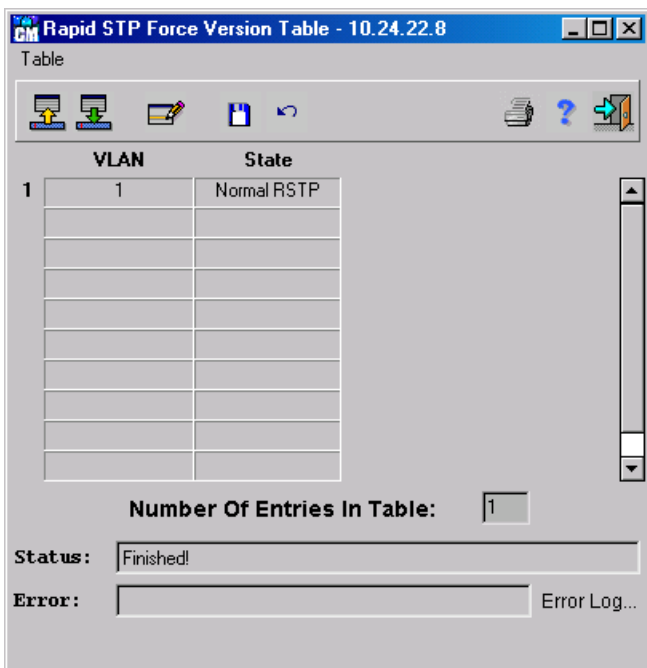 CM Rapid STP Force Version Table - 10.24.22.8
Table
?
VLAN State
1 1 Normal RSTP
Number Of Entries In Table: 1
Status: Finished!
Error: Error Log...